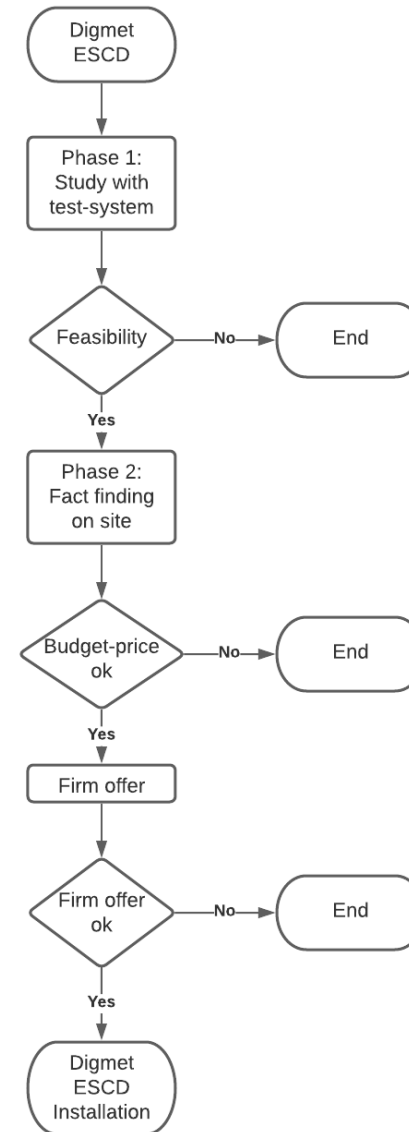 Digmet
ESCD
Phase 1:
Study with
test-system
Feasibility
No
End
Yes
Phase 2:
Fact finding
on site
Budget-price
ok
No
End
Yes
Firm offer
Firm offer
ok
No
End
Yes
Digmet
ESCD
Installation